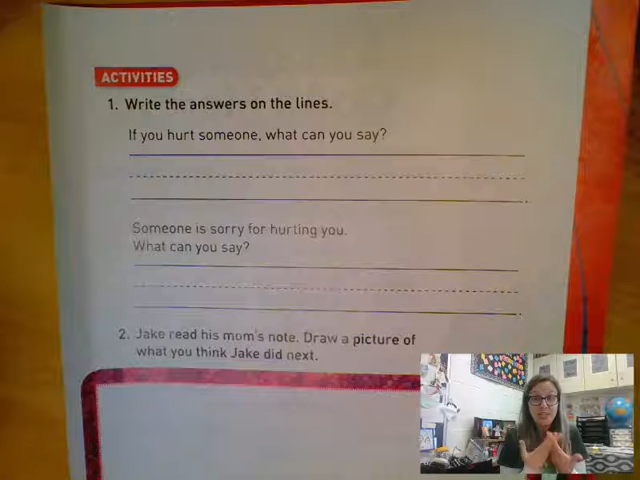 ACTIVITIES
1. Write the answers on the lines.
If you hurt someone, what can you say?
Someone is sorry for hurting you.
What can you say?
2. Jake read his mom's note. Draw a picture of
what you think Jake did next.